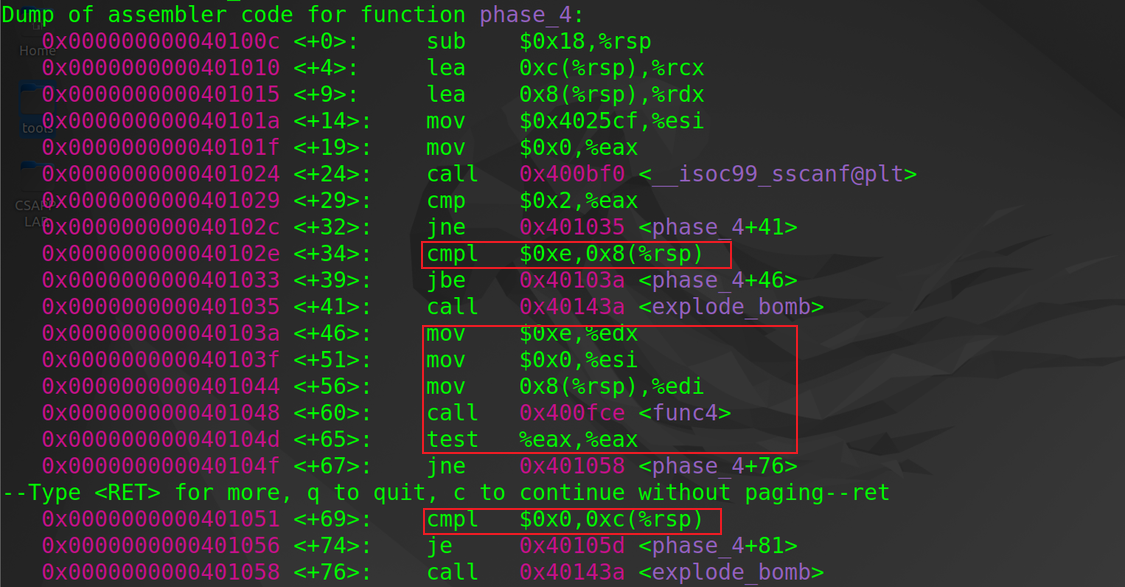 Dump of assembler code for function phase_4:
0x000000000040100c <+0>: sub $0x18,%rsp
Home
0x0000000000401010 <+4>: lea 0xc(%rsp),%rcx
0x0000000000401015 <+9>: lea 0x8(%rsp),%rdx
0x000000000040101a <+14>: mov $0x4025cf,%esi
tools
0x000000000040101f <+19>: mov $0x0,%eax
0x0000000000401024 <+24>: call 0x400bf0 <__isoc99_sscanf@plt>
0x0000000000401029 <+29>: cmp $0x2,%eax
LAB
0x000000000040102c <+32>: jne 0x401035 <phase_4+41>
0x000000000040102e <+34>: cmpl $0xe,0x8(%rsp)
0x0000000000401033 <+39>: jbe 0x40103a <phase_4+46>
0x0000000000401035 <+41>: call 0x40143a <explode_bomb>
0x000000000040103a <+46>: mov $0xe,%edx
0x000000000040103f <+51>: mov $0x0,%esi
0x0000000000401044 <+56>: mov 0x8(%rsp),%edi
0x0000000000401048 <+60>: call 0x400fce <func4>
0x000000000040104d <+65>: test %eax,%eax
0x000000000040104f <+67>: jne 0x401058 <phase_4+76>
--Type <RET> for more, q to quit, c to continue without paging--ret
0x0000000000401051 <+69>: cmpl $0x0,0xc(%rsp)
0x0000000000401056 <+74>: je 0x40105d <phase_4+81>
0x0000000000401058 <+76>: call 0x40143a <explode_bomb>